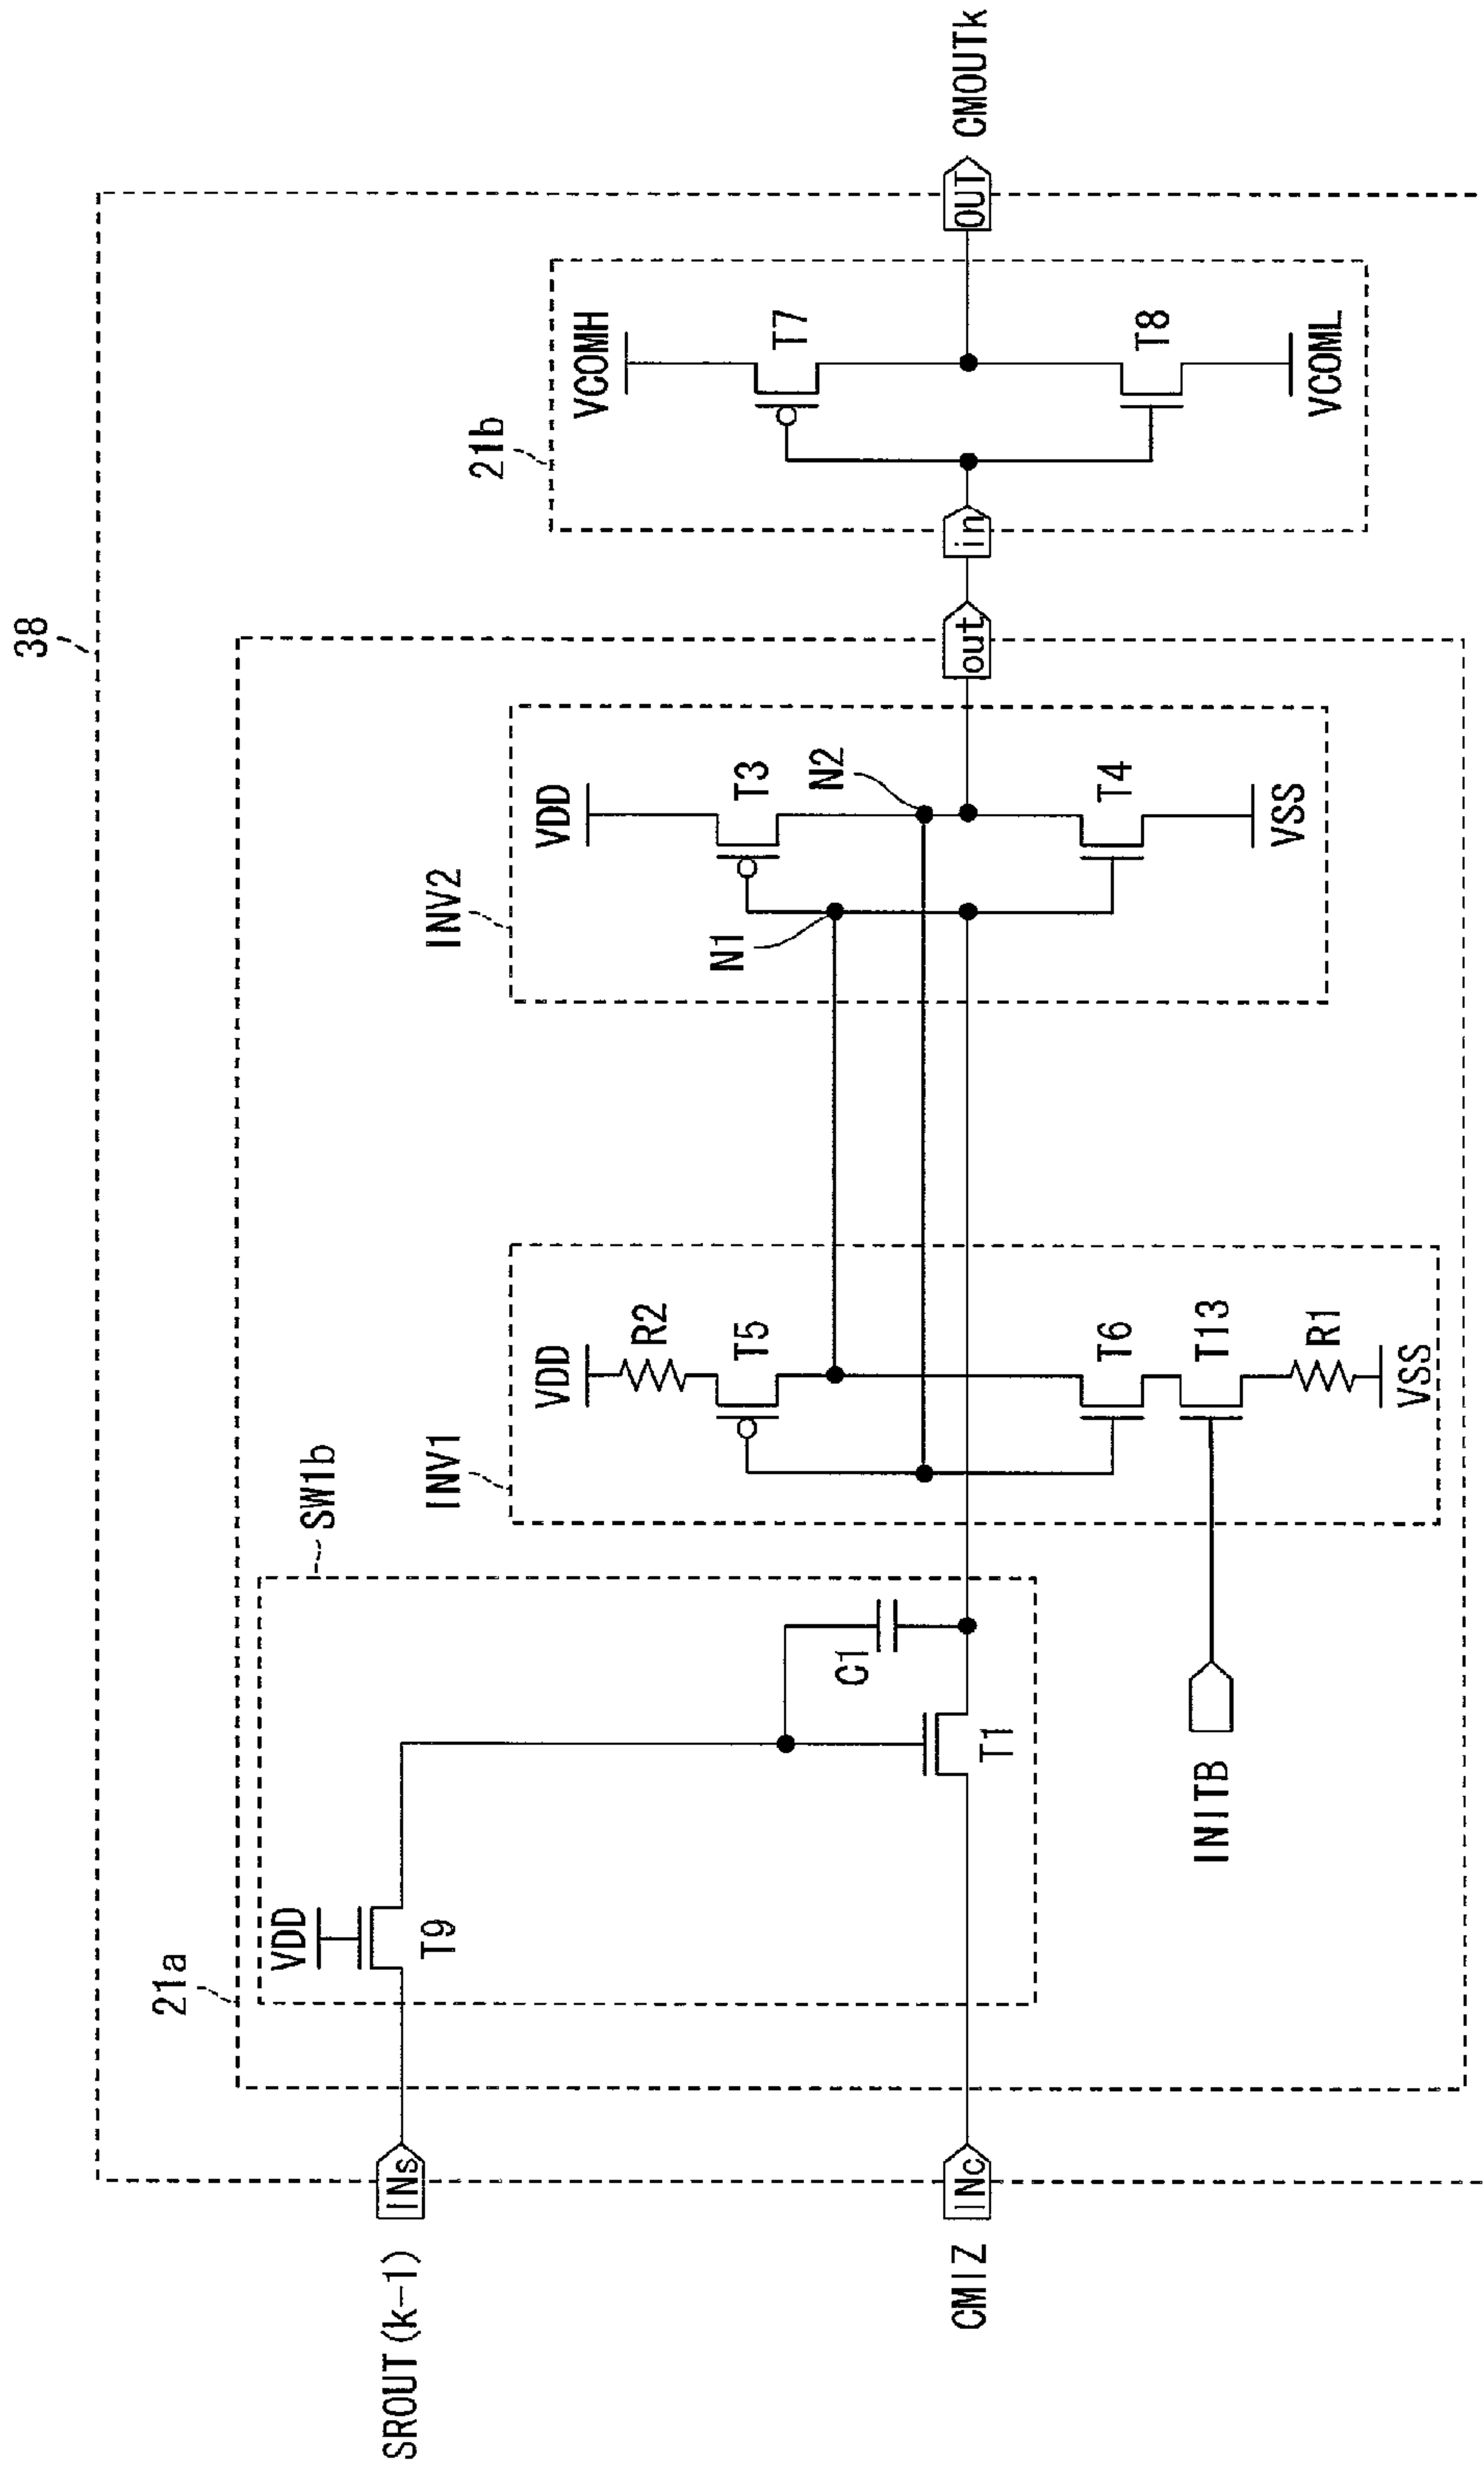 38
21a
21b
SW1b
INV1
INV2
VDD
T9
C1
T1
SROUT(k-1)
INs
CMIZ
INc
INITB
VDD
R2
T5
T6
T13
R1
VSS
VDD
T3
N1
N2
T4
VSS
out
in
VCOMH
T7
T8
VCOML
OUT
CMOUTk